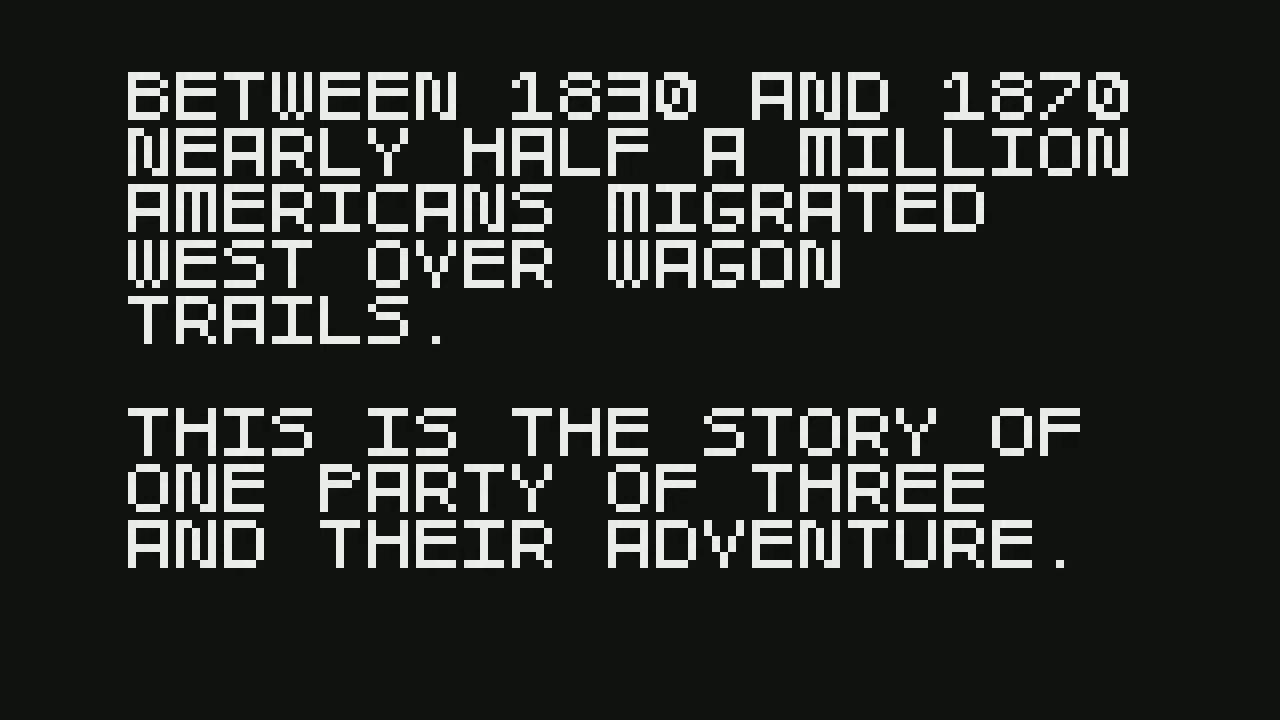 BETWEEN 1830 AND 1870
NEARLY HALF A MILLION
AMERICANS MIGRATED
WEST OVER WAGON
TRAILS.
THIS IS THE STORY OF
ONE PARTY OF THREE
AND THEIR ADVENTURE.